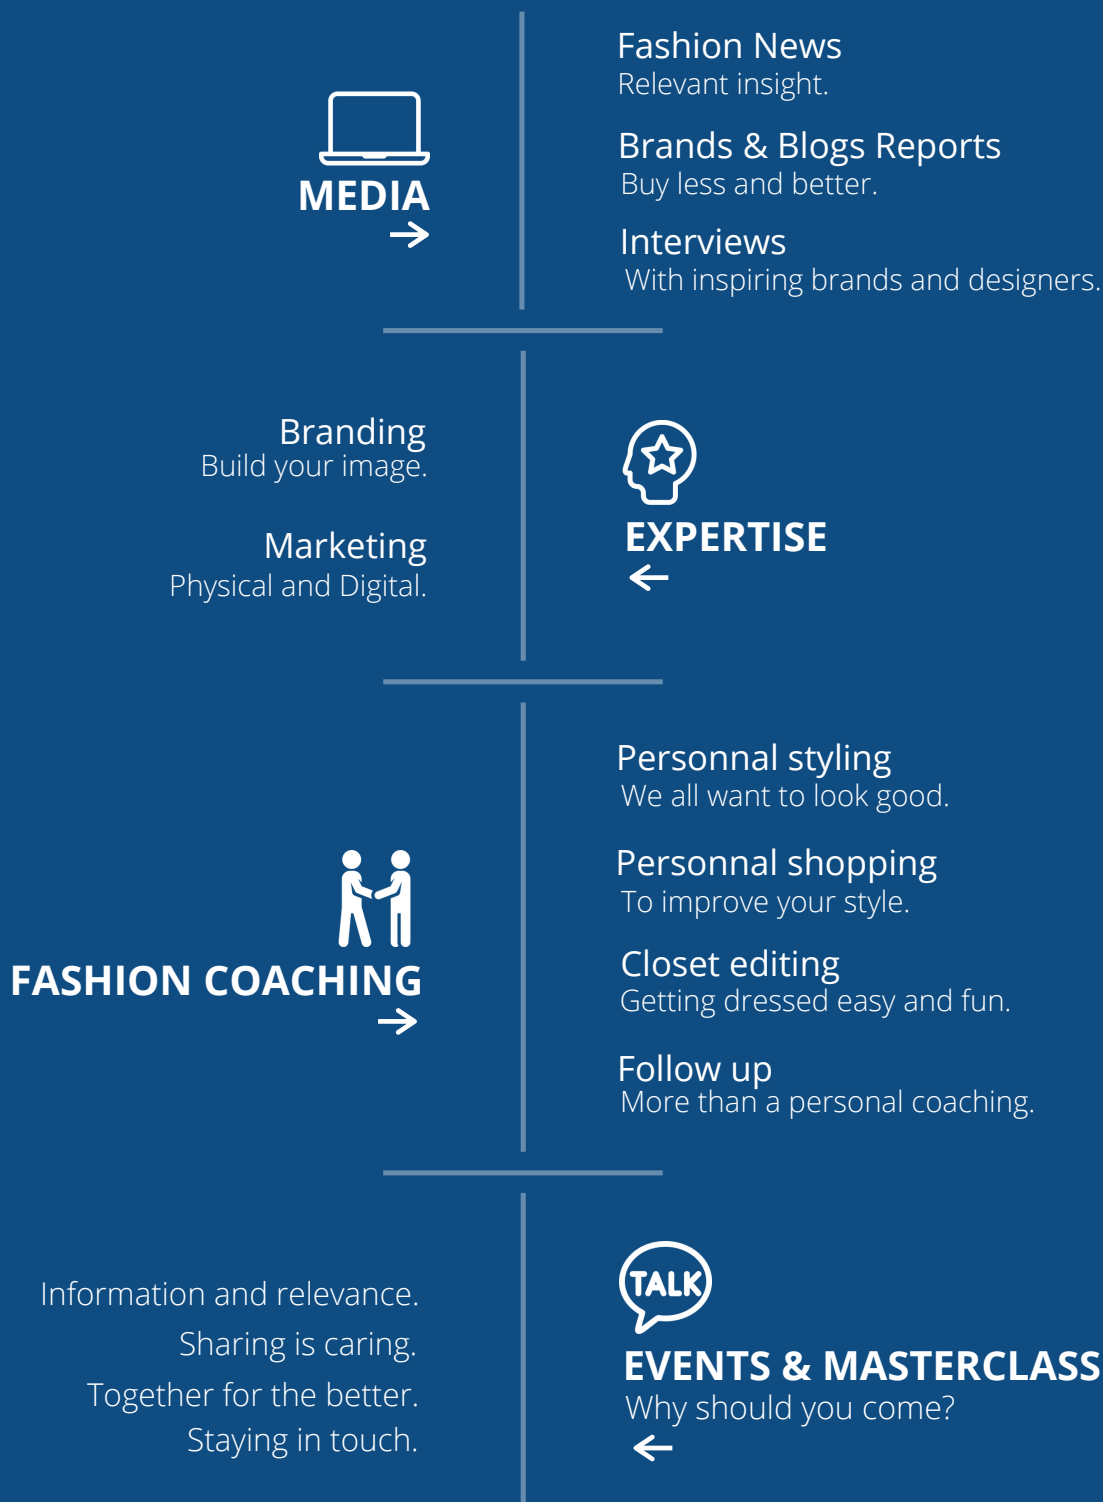 MEDIA
Fashion News
Relevant insight.
Brands & Blogs Reports
Buy less and better.
Interviews
With inspiring brands and designers.
EXPERTISE
Branding
Build your image.
Marketing
Physical and Digital.
FASHION COACHING
Personnal styling
We all want to look good.
Personnal shopping
To improve your style.
Closet editing
Getting dressed easy and fun.
Follow up
More than a personal coaching.
TALK
EVENTS & MASTERCLASS
Why should you come?
Information and relevance.
Sharing is caring.
Together for the better.
Staying in touch.